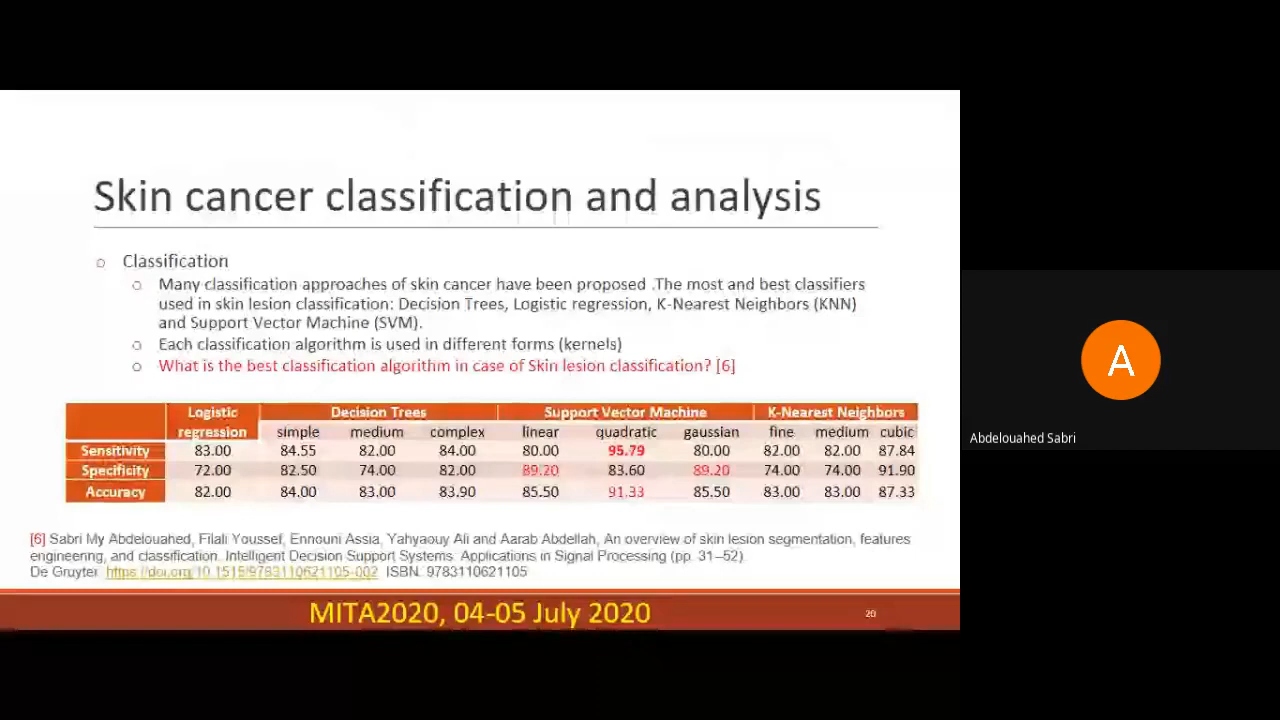 Skin cancer classification and analysis
Classification
Many classification approaches of skin cancer have been proposed .The most and best classifiers
used in skin lesion classification: Decision Trees, Logistic regression, K-Nearest Neighbors (KNN)
and Support Vector Machine (SVM).
Each classification algorithm is used in different forms (kernels)
What is the best classification algorithm in case of Skin lesion classification? [6]
Logistic Decision Trees Support Vector Machine K-Nearest Neighbors
regression simple medium complex linear quadratic gaussian fine medium cubic
Sensitivity 83.00 84.55 82.00 84.00 80.00 95.79 80.00 82.00 82.00 87.84
Specificity 72.00 82.50 74.00 82.00 89.20 83.60 89.20 74.00 74.00 91.90
Accuracy 82.00 84.00 83.00 83.90 85.50 91.33 85.50 83.00 83.00 87.33
[6] Sabri My Abdelouahed, Filali Youssef, Ennouni Assia, Yahyaouy Ali and Aarab Abdellah, An overview of skin lesion segmentation, features
engineering, and classification. Intelligent Decision Support Systems. Applications in Signal Processing (pp. 31–52).
De Gruyter. https://doi.org/10.1515/9783110621105-002 ISBN: 9783110621105
MITA2020, 04-05 July 2020
20
A
Abdelouahed Sabri